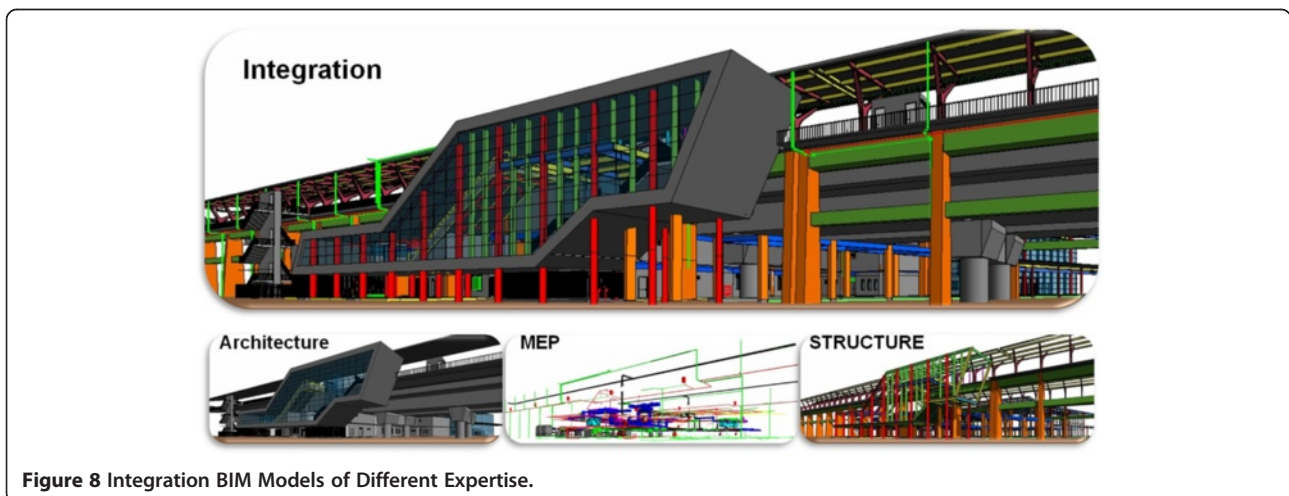 Integration
Architecture
MEP
STRUCTURE
Figure 8 Integration BIM Models of Different Expertise.